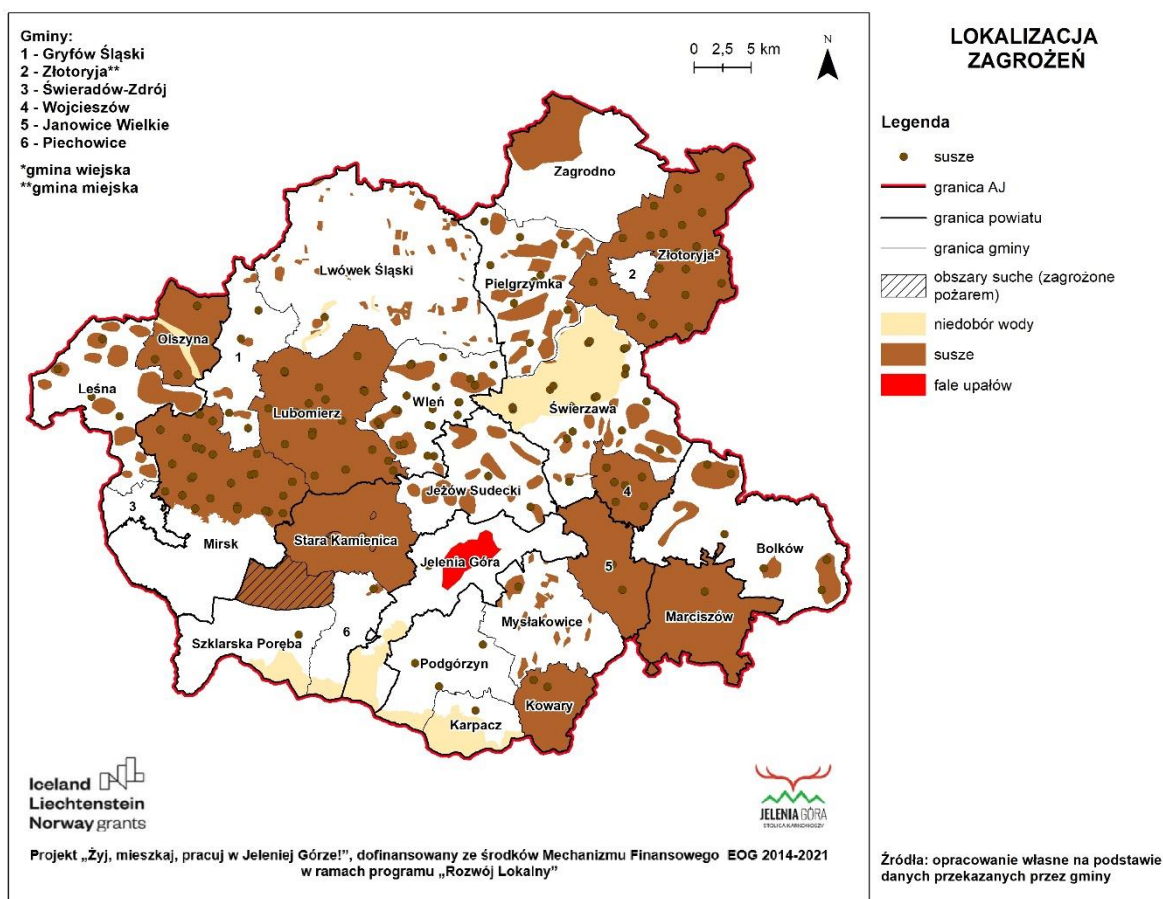 Gminy:
1 - Gryfów Śląski
2 - Złotoryja**
3 - Świeradów-Zdrój
4 - Wojcieszów
5 - Janowice Wielkie
6 - Piechowice
*gmina wiejska
**gmina miejska
0 2,5 5 km
N
Zagrodno
Złotoryja*
2
Lwówek Śląski
Pielgrzymka
Olszyna
1
Leśna
Lubomierz
Wleń
Świerzawa
Jeżów Sudecki
4
3
Mirsk
Stara Kamienica
Jelenia Góra
5
Bolków
Marciszów
Mysłakowice
Szklarska Poręba
6
Podgórzyn
Kowary
Karpacz
Iceland
Liechtenstein
Norway grants
JELENIA GÓRA
STOLICA KARKONOSZY
Projekt „Żyj, mieszkaj, pracuj w Jeleniej Górze!”, dofinansowany ze środków Mechanizmu Finansowego EOG 2014-2021
w ramach programu „Rozwój Lokalny”
LOKALIZACJA
ZAGROŻEŃ
Legenda
susze
granica AJ
granica powiatu
granica gminy
obszary suche (zagrożone
pożarem)
niedobór wody
susze
fale upałów
Źródła: opracowanie własne na podstawie
danych przekazanych przez gminy